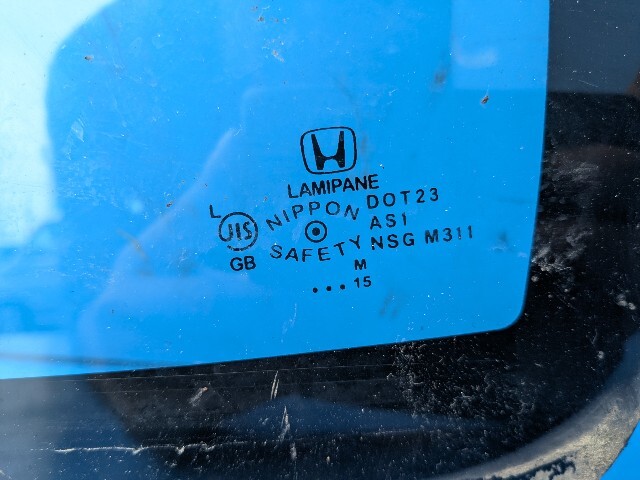 LAMIPANE
L NIPPON DOT23
JIS AS1
GB SAFETY NSG M311
M
•••15